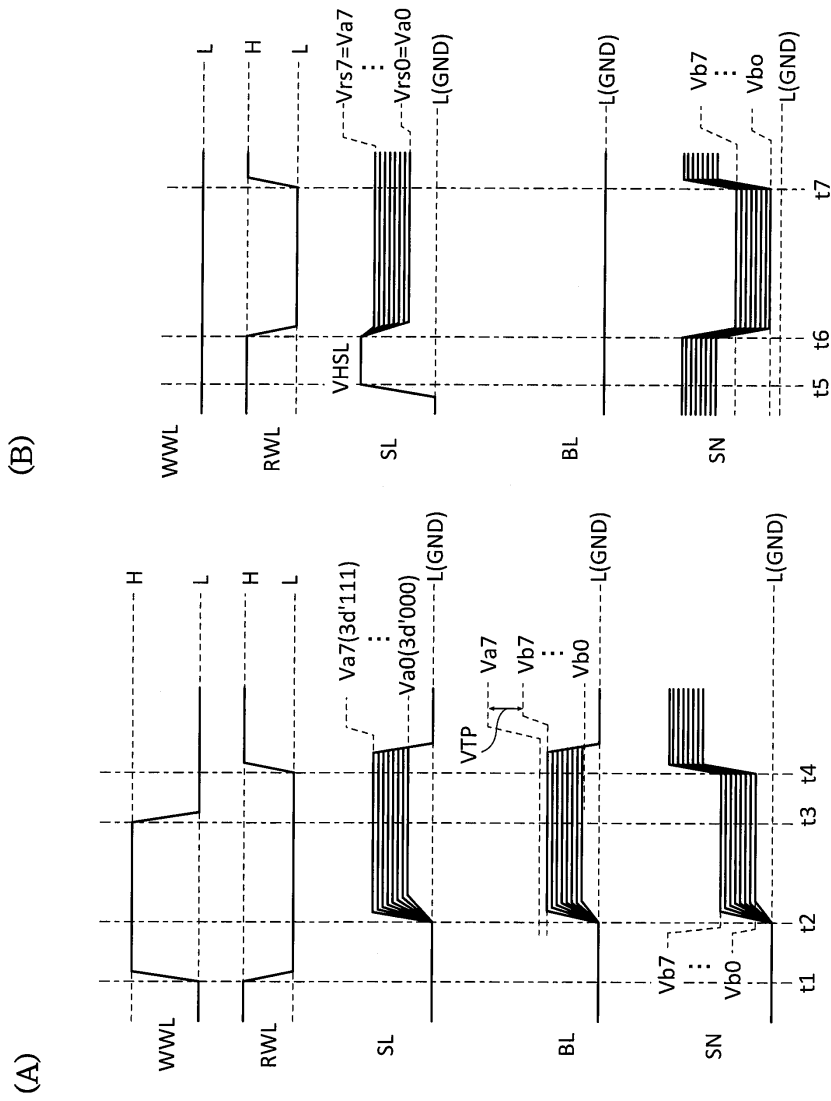 (A)
WWL
H
L
RWL
H
L
SL
Va7(3d'111)
...
Va0(3d'000)
L(GND)
BL
VTP
Va7
Vb7
...
Vb0
L(GND)
SN
Vb7
...
Vb0
L(GND)
t1 t2 t3 t4
(B)
WWL
L
RWL
H
L
SL
VHSL
Vrs7=Va7
...
Vrs0=Va0
L(GND)
BL
L(GND)
SN
Vb7
...
Vbo
L(GND)
t5 t6 t7